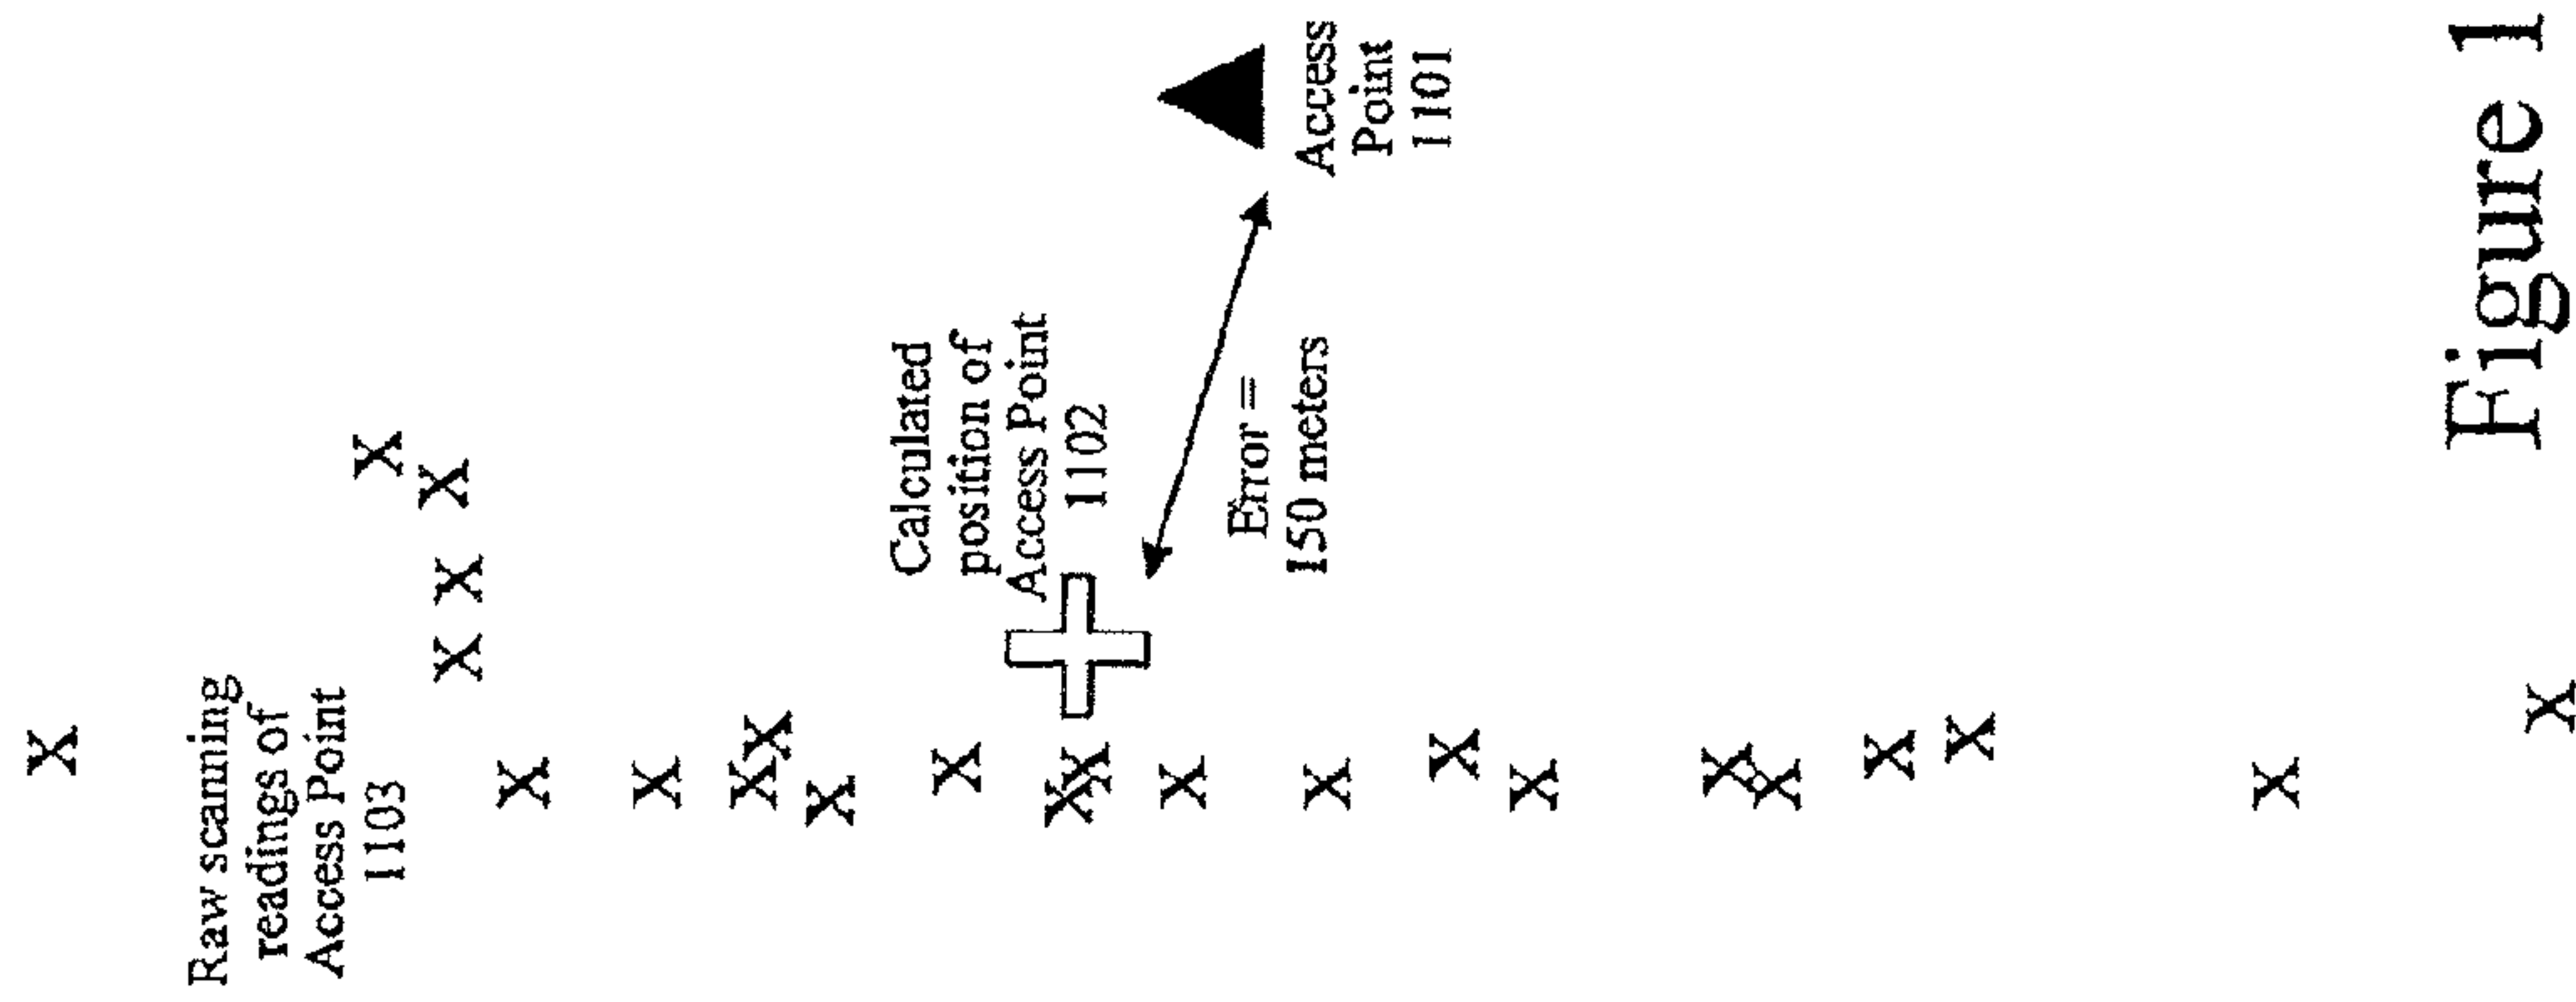 Raw scanning
readings of
Access Point
1103
Calculated
position of
Access Point
1102
Error =
150 meters
Access
Point
1101
Figure 1